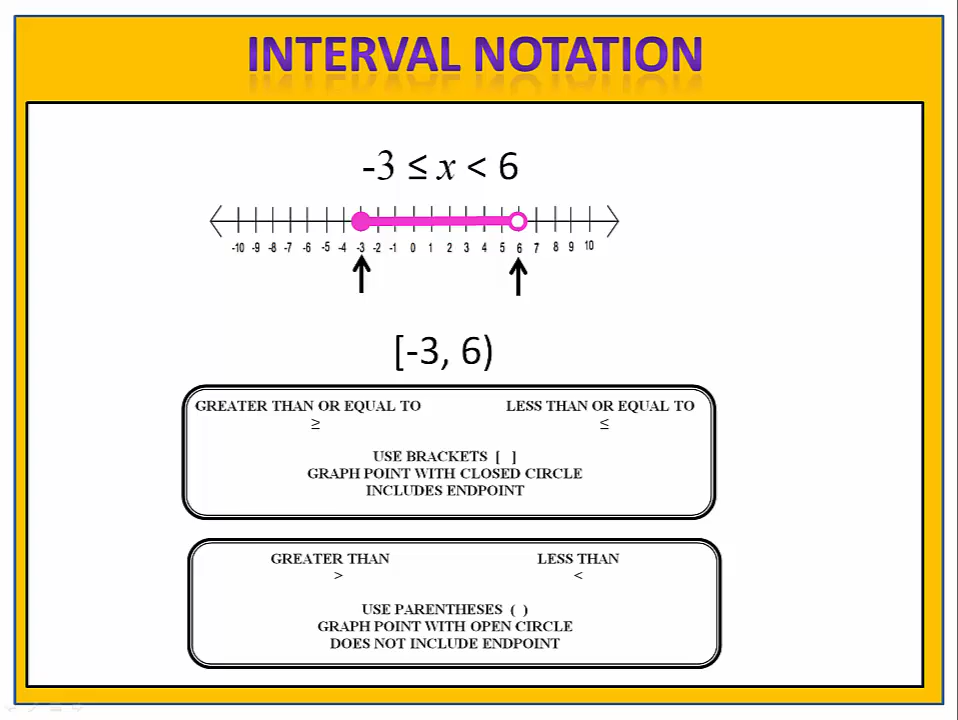 INTERVAL NOTATION
-3 ≤ x < 6
-10 -9 -8 -7 -6 -5 -4 -3 -2 -1 0 1 2 3 4 5 6 7 8 9 10
[-3, 6)
GREATER THAN OR EQUAL TO LESS THAN OR EQUAL TO
≥ ≤
USE BRACKETS [ ]
GRAPH POINT WITH CLOSED CIRCLE
INCLUDES ENDPOINT
GREATER THAN LESS THAN
> <
USE PARENTHESES ( )
GRAPH POINT WITH OPEN CIRCLE
DOES NOT INCLUDE ENDPOINT